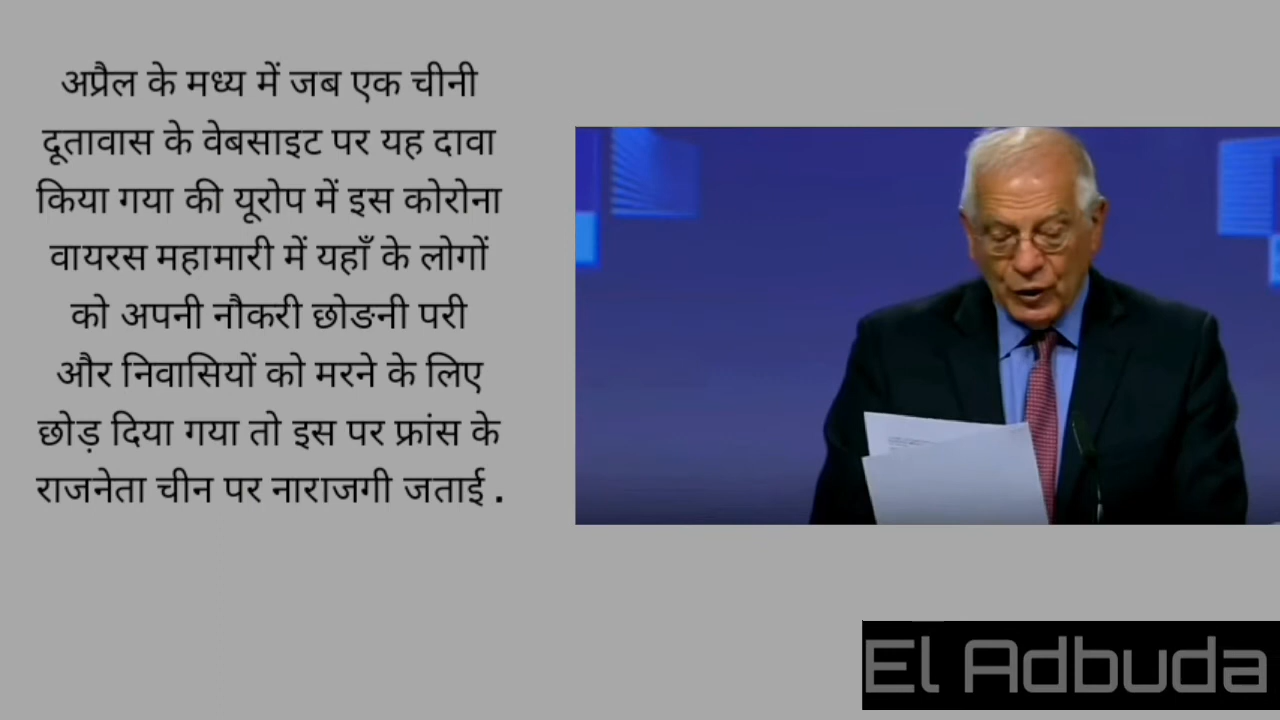 अप्रैल के मध्य में जब एक चीनी
दूतावास के वेबसाइट पर यह दावा
किया गया की यूरोप में इस कोरोना
वायरस महामारी में यहाँ के लोगों
को अपनी नौकरी छोङनी परी
और निवासियों को मरने के लिए
छोड़ दिया गया तो इस पर फ्रांस के
राजनेता चीन पर नाराजगी जताई .
El Adbuda